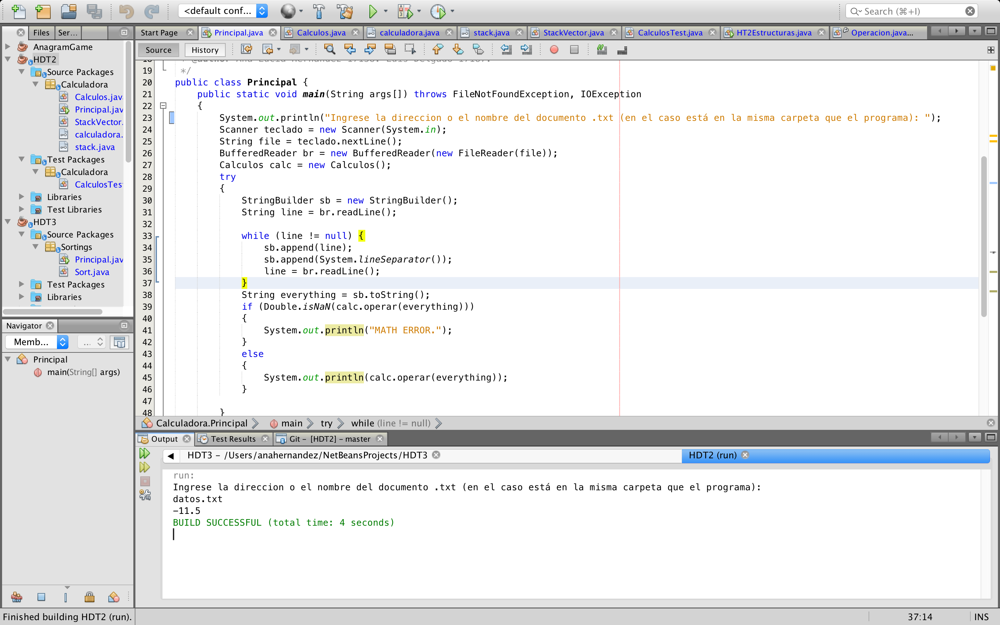 <default conf...
Search (⌘+I)
Files
Ser...
Start Page
Principal.java
Calculos.java
calculadora.java
stack.java
StackVector.java
CalculosTest.java
HT2Estructuras.java
Operacion.java...
Source
History
AnagramGame
HDT2
Source Packages
Calculadora
Calculos.jav
Principal.jav
StackVector.
calculadora.
stack.java
Test Packages
Calculadora
CalculosTes
Libraries
Test Libraries
HDT3
Source Packages
Sortings
Principal.jav
Sort.java
Test Packages
Libraries
19 */
20 public class Principal {
21 public static void main(String args[]) throws FileNotFoundException, IOException
22 {
23 System.out.println("Ingrese la direccion o el nombre del documento .txt (en el caso está en la misma carpeta que el programa): ");
24 Scanner teclado = new Scanner(System.in);
25 String file = teclado.nextLine();
26 BufferedReader br = new BufferedReader(new FileReader(file));
27 Calculos calc = new Calculos();
28 try
29 {
30 StringBuilder sb = new StringBuilder();
31 String line = br.readLine();
32
33 while (line != null) {
34 sb.append(line);
35 sb.append(System.lineSeparator());
36 line = br.readLine();
37 }
38 String everything = sb.toString();
39 if (Double.isNaN(calc.operar(everything)))
40 {
41 System.out.println("MATH ERROR.");
42 }
43 else
44 {
45 System.out.println(calc.operar(everything));
46 }
47
48 }
Navigator
Memb...
...
Principal
main(String[] args)
Calculadora.Principal
main
try
while (line != null)
Output
Test Results
Git - [HDT2] - master
HDT3 - /Users/anahernandez/NetBeansProjects/HDT3
HDT2 (run)
run:
Ingrese la direccion o el nombre del documento .txt (en el caso está en la misma carpeta que el programa):
datos.txt
-11.5
BUILD SUCCESSFUL (total time: 4 seconds)
Finished building HDT2 (run).
37:14
INS